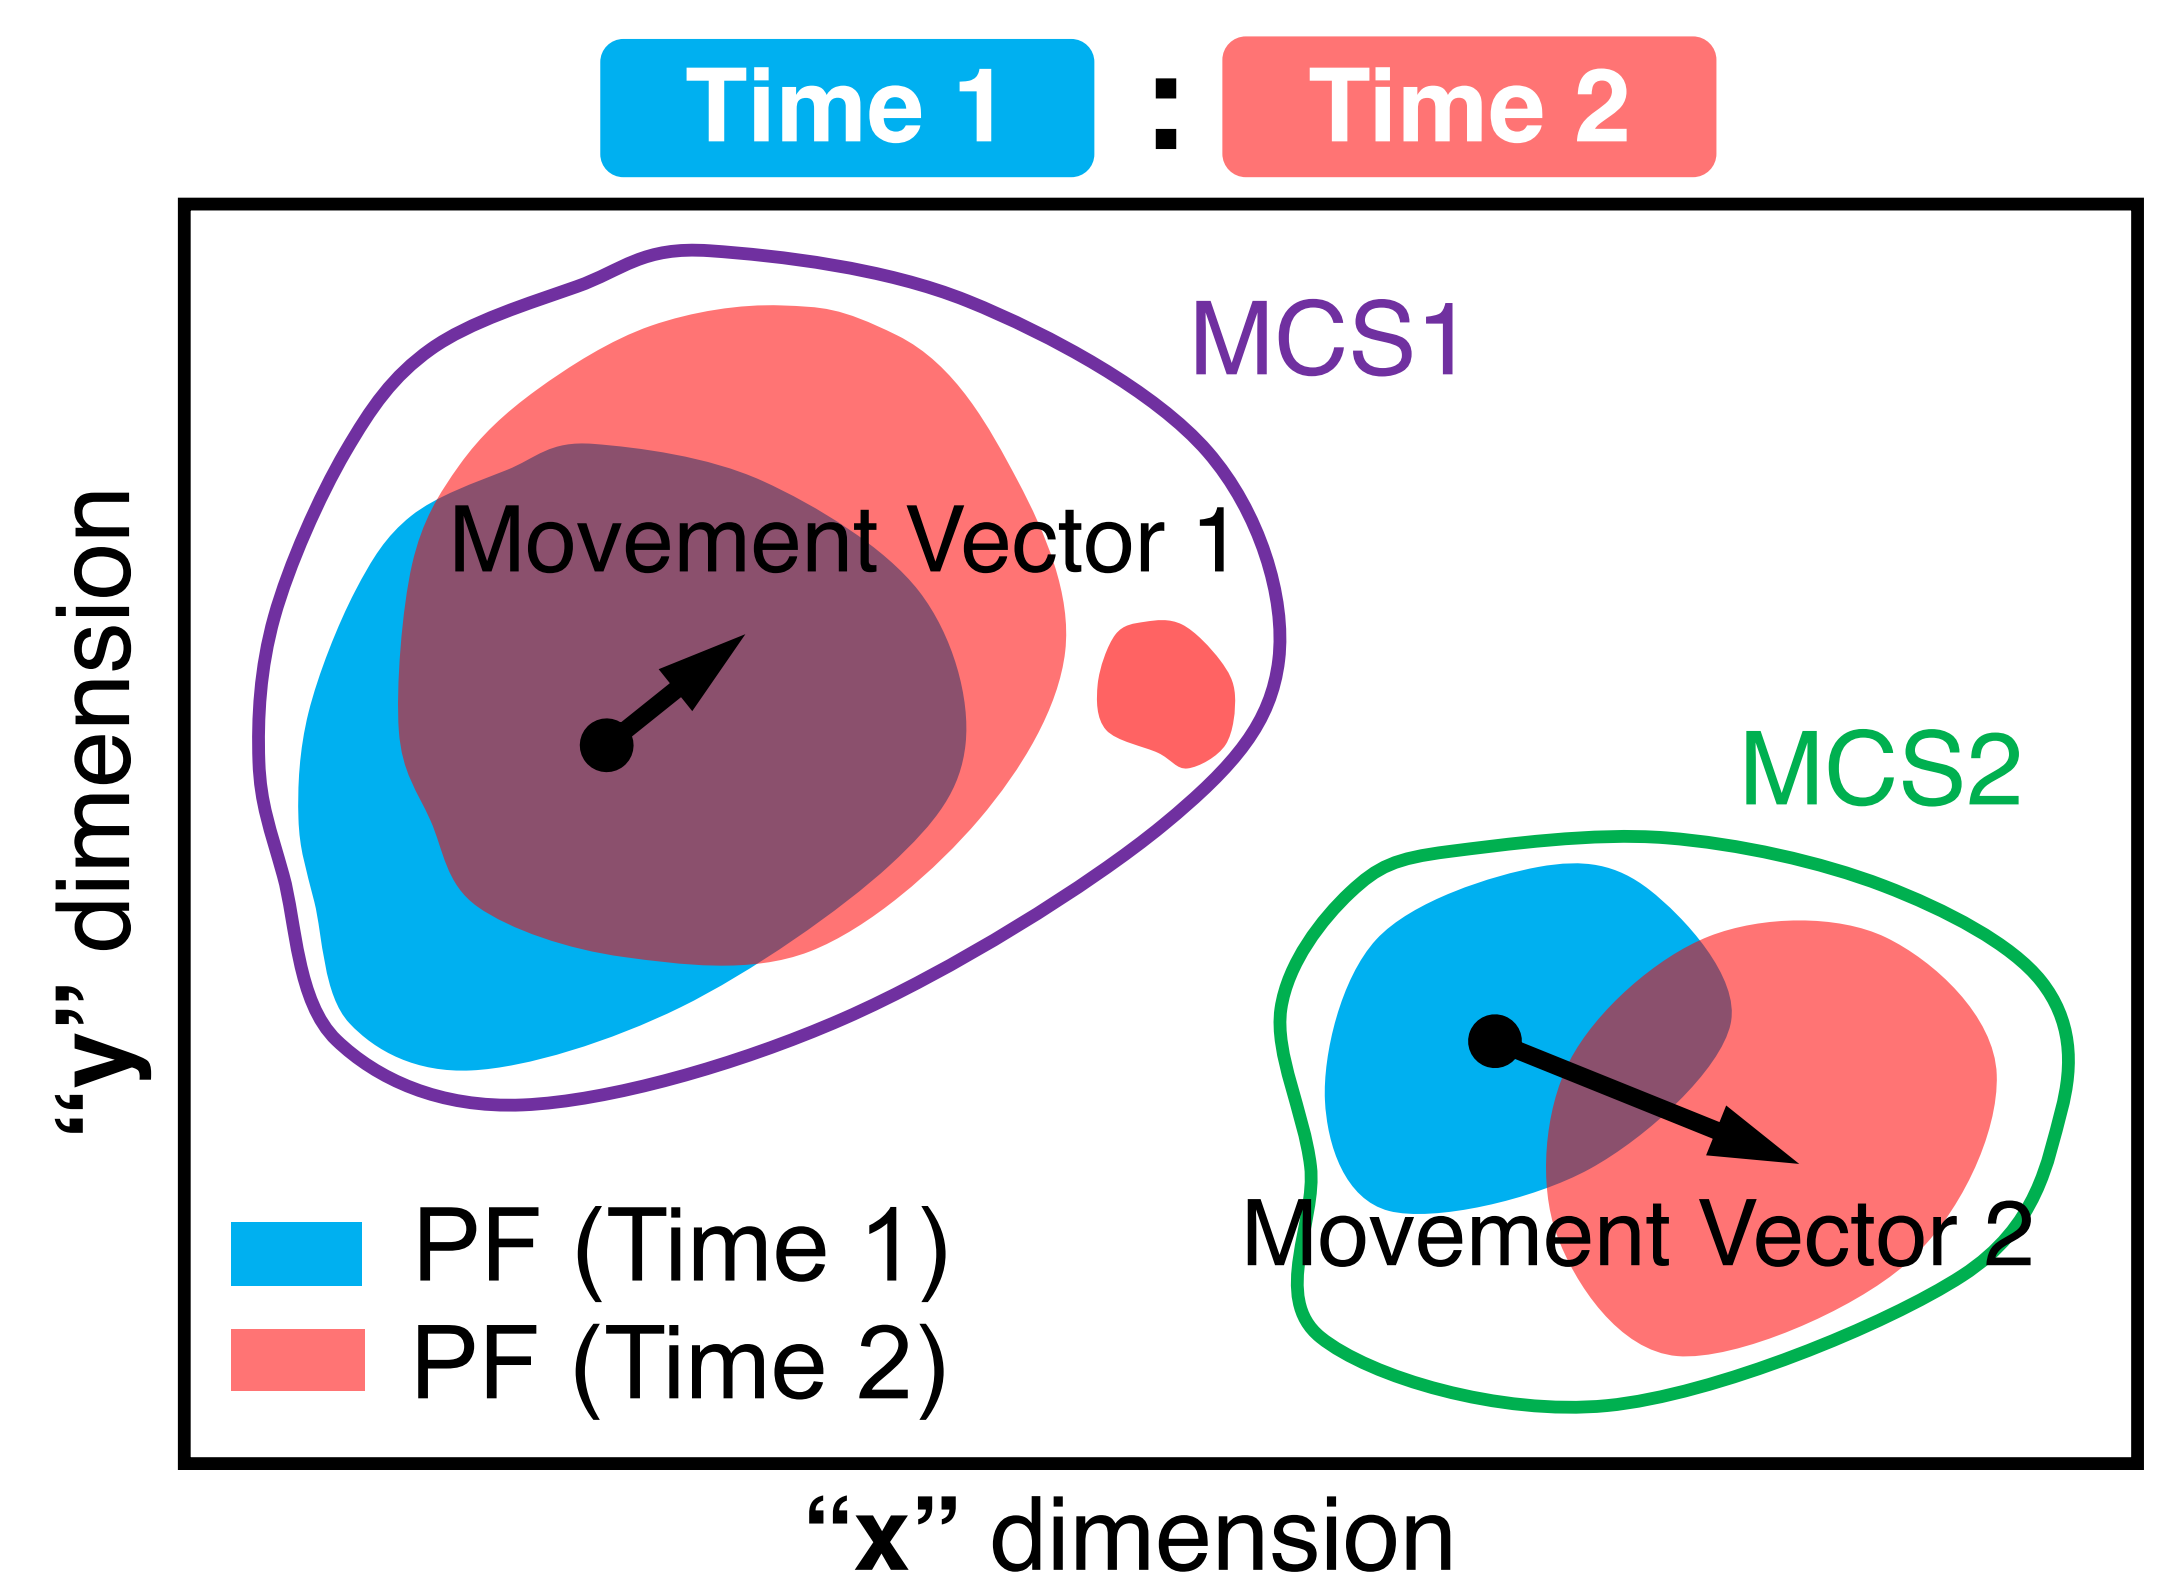 Time 1 : Time 2
MCS1
Movement Vector 1
MCS2
Movement Vector 2
PF (Time 1)
PF (Time 2)
“y” dimension
“x” dimension